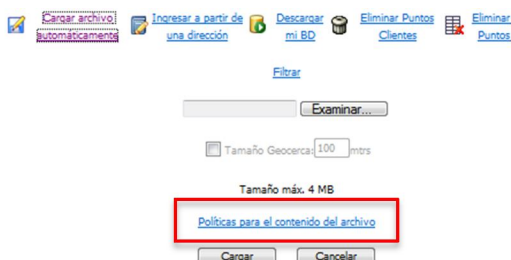 Cargar archivo Ingresar a partir de Descargar Eliminar Puntos Eliminar
automáticamente una dirección mi BD Clientes Puntos
Filtrar
Examinar...
Tamaño Geocerca: 100 mtrs
Tamaño máx. 4 MB
Políticas para el contenido del archivo
Cargar Cancelar